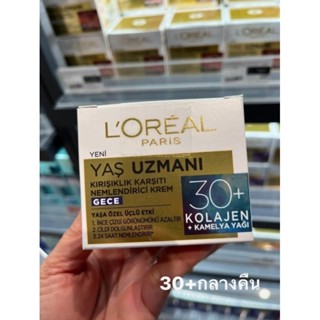 L'ORÉAL
PARIS
YENİ
YAŞ UZMANI
KIRIŞIKLIK KARŞITI
NEMLENDİRİCİ KREM
GECE
YAŞA ÖZEL ÜÇLÜ ETKİ
1. İNCE ÇİZGİ GÖRÜNÜMÜNÜ AZALTIR
2. CİLDİ DOLGUNLAŞTIRIR
3. 24 SAAT NEMLENDİRİR*
30+
KOLAJEN
+ KAMELYA YAĞI
30+กลางคืน